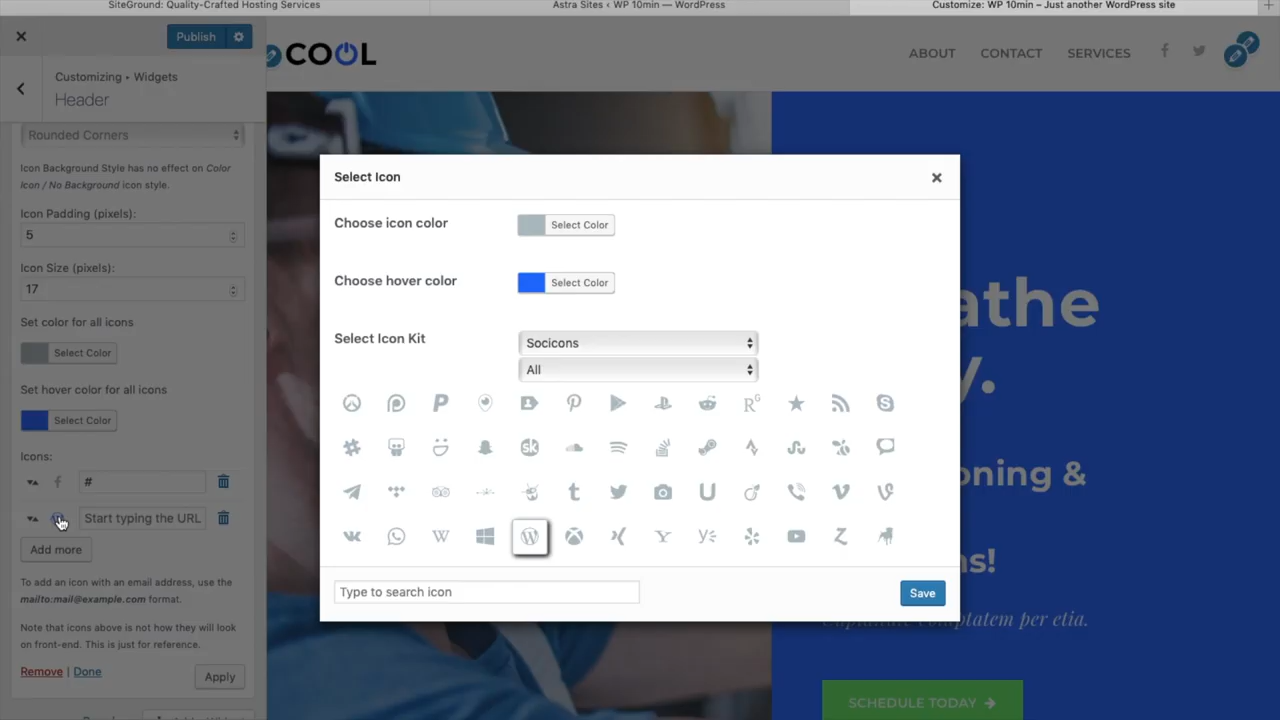 SiteGround: Quality-Crafted Hosting Services
Astra Sites ‹ WP 10min — WordPress
Customize: WP 10min – Just another WordPress site
Publish
COOL
ABOUT
CONTACT
SERVICES
Customizing ▸ Widgets
Header
Rounded Corners
Icon Background Style has no effect on Color
Icon / No Background icon style.
Icon Padding (pixels):
5
Icon Size (pixels):
17
Set color for all icons
Select Color
Set hover color for all icons
Select Color
Icons:
#
Start typing the URL
Add more
To add an icon with an email address, use the
mailto:mail@example.com format.
Note that icons above is not how they will look
on front-end. This is just for reference.
Remove | Done
Apply
Select Icon
Choose icon color
Select Color
Choose hover color
Select Color
Select Icon Kit
Socicons
All
Type to search icon
Save
athe
y.
oning &
s!
ptatem per etia.
SCHEDULE TODAY